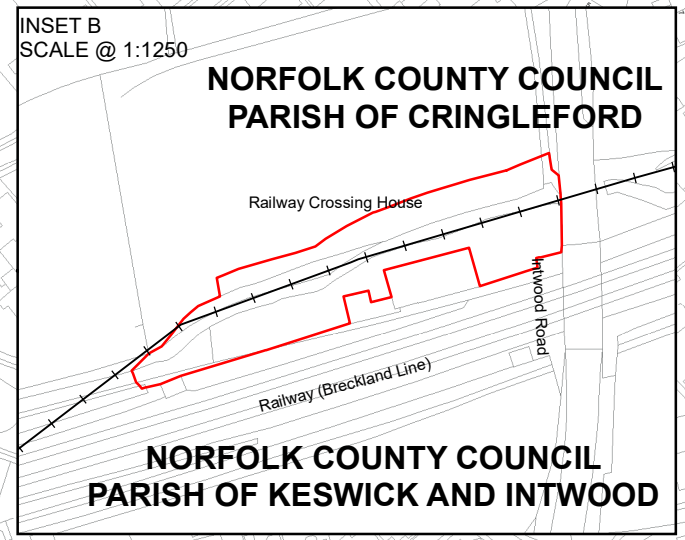 INSET B
SCALE @ 1:1250
NORFOLK COUNTY COUNCIL
PARISH OF CRINGLEFORD
Railway Crossing House
Intwood Road
Railway (Breckland Line)
NORFOLK COUNTY COUNCIL
PARISH OF KESWICK AND INTWOOD